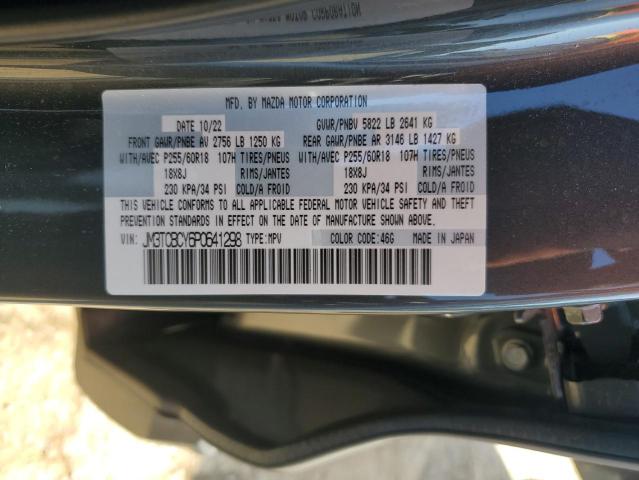 MOTOR CORPORATION
MFD. BY MAZDA MOTOR CORPORATION
DATE 10/22 GVWR/PNBV 5822 LB 2641 KG
FRONT GAWR/PNBE AV 2756 LB 1250 KG REAR GAWR/PNBE AR 3146 LB 1427 KG
WITH/AVEC P255/60R18 107H TIRES/PNEUS WITH/AVEC P255/60R18 107H TIRES/PNEUS
18X8J RIMS/JANTES 18X8J RIMS/JANTES
230 KPA/34 PSI COLD/A FROID 230 KPA/34 PSI COLD/A FROID
THIS VEHICLE CONFORMS TO ALL APPLICABLE FEDERAL MOTOR VEHICLE SAFETY AND THEFT
PREVENTION STANDARDS IN EFFECT ON THE DATE OF MANUFACTURE SHOWN ABOVE.
VIN: JM3TCBCY6P0641298 TYPE:MPV COLOR CODE:46G MADE IN JAPAN